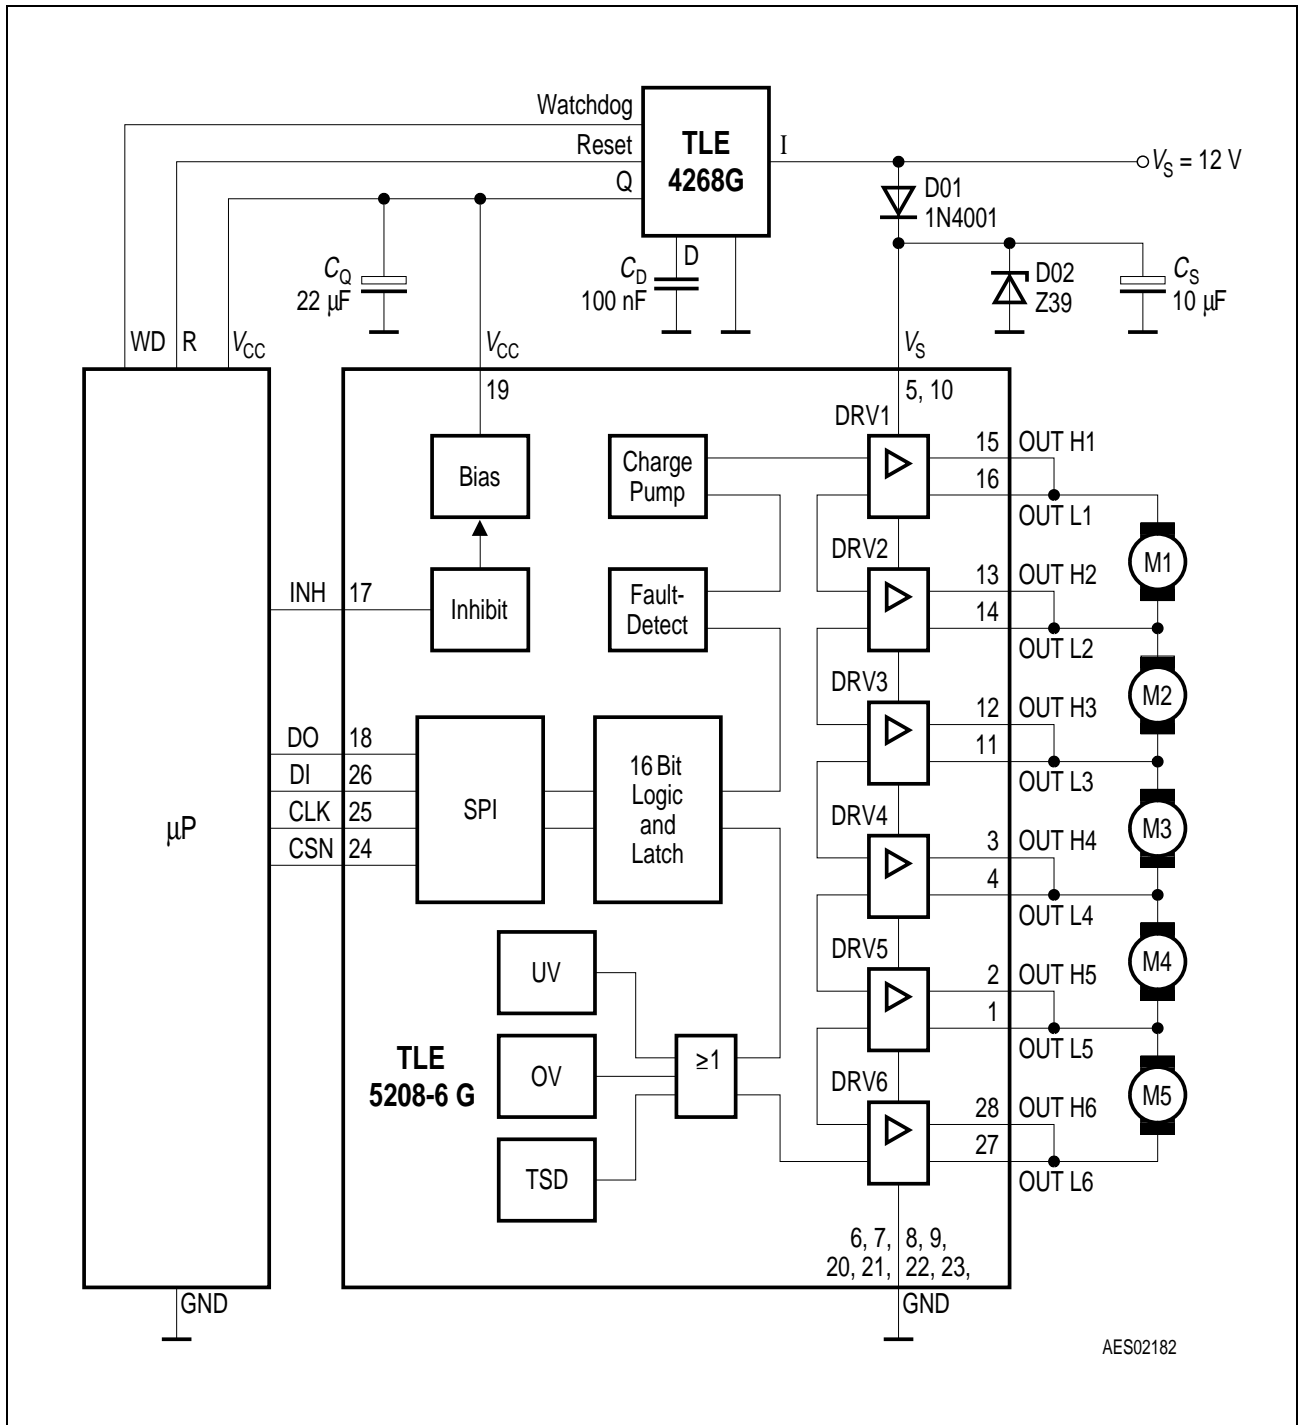 Watchdog
Reset
Q
TLE
4268G
I
V_S = 12 V
D01
1N4001
D
C_Q
22 µF
C_D
100 nF
D02
Z39
C_S
10 µF
WD R V_CC
V_CC
V_S
19
5, 10
DRV1
15 OUT H1
16
OUT L1
Bias
Charge
Pump
M1
DRV2
13 OUT H2
14
OUT L2
INH 17
Inhibit
Fault-
Detect
M2
DRV3
12 OUT H3
11
OUT L3
DO 18
DI 26
CLK 25
CSN 24
µP
SPI
16 Bit
Logic
and
Latch
M3
DRV4
3 OUT H4
4
OUT L4
M4
DRV5
2 OUT H5
1
OUT L5
UV
OV
TSD
≥1
TLE
5208-6 G
M5
DRV6
28 OUT H6
27
OUT L6
6, 7, 8, 9,
20, 21, 22, 23,
GND
GND
AES02182